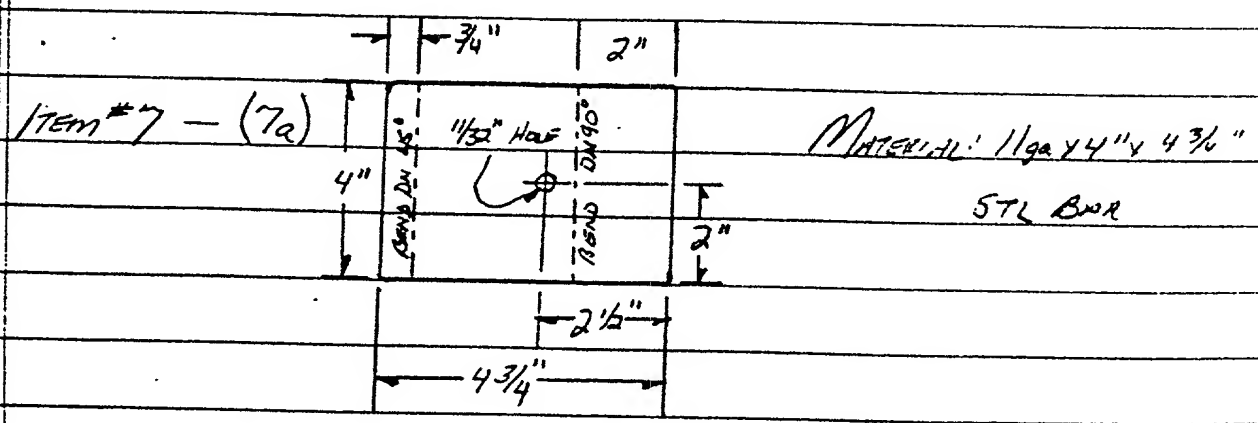 3/4"
2"
ITEM #7 — (7a)
4"
BEND DN 45°
11/32" HOLE
BEND DN 90°
2"
MATERIAL: 11ga x 4" x 4 3/4"
STL BAR
2 1/2"
4 3/4"